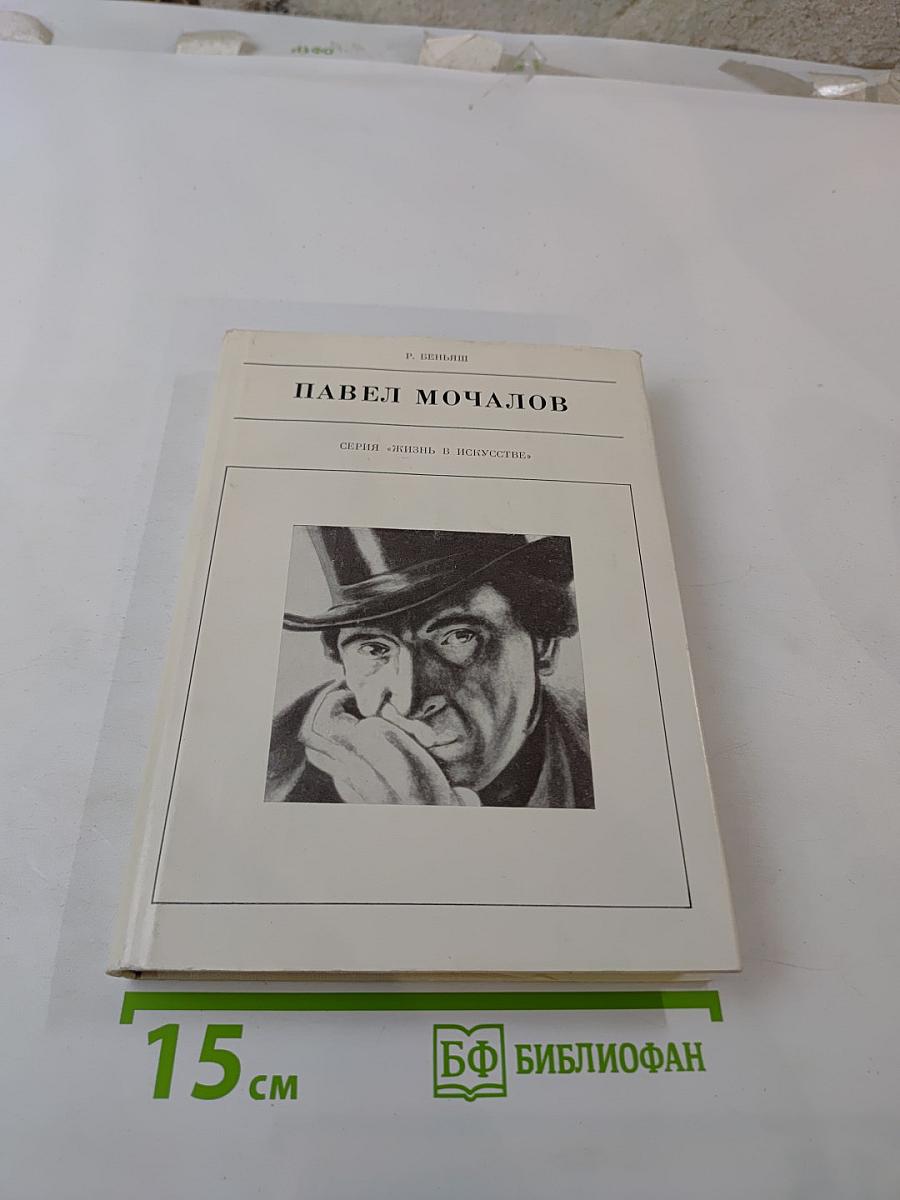 Р. БЕНЬЯШ
ПАВЕЛ МОЧАЛОВ
СЕРИЯ «ЖИЗНЬ В ИСКУССТВЕ»
15 см
БФ БИБЛИОФАН